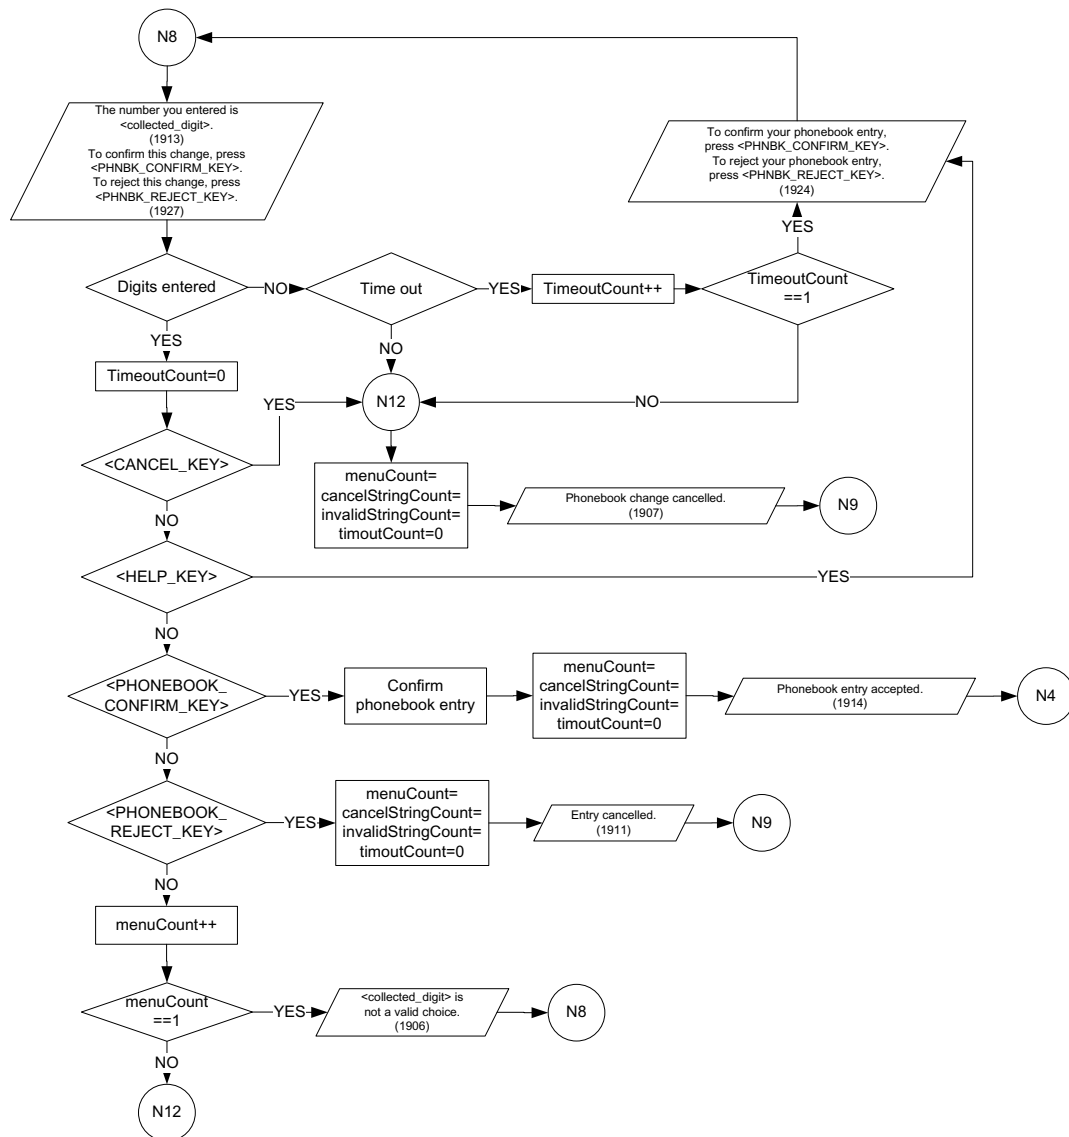 N8
The number you entered is
<collected_digit>.
(1913)
To confirm this change, press
<PHNBK_CONFIRM_KEY>.
To reject this change, press
<PHNBK_REJECT_KEY>.
(1927)
To confirm your phonebook entry,
press <PHNBK_CONFIRM_KEY>.
To reject your phonebook entry,
press <PHNBK_REJECT_KEY>.
(1924)
YES
Digits entered
NO
Time out
YES
TimeoutCount++
TimeoutCount
==1
YES
NO
TimeoutCount=0
YES
N12
NO
<CANCEL_KEY>
menuCount=
cancelStringCount=
invalidStringCount=
timoutCount=0
Phonebook change cancelled.
(1907)
N9
NO
<HELP_KEY>
YES
NO
<PHONEBOOK_
CONFIRM_KEY>
YES
Confirm
phonebook entry
menuCount=
cancelStringCount=
invalidStringCount=
timoutCount=0
Phonebook entry accepted.
(1914)
N4
NO
<PHONEBOOK_
REJECT_KEY>
YES
menuCount=
cancelStringCount=
invalidStringCount=
timoutCount=0
Entry cancelled.
(1911)
N9
NO
menuCount++
menuCount
==1
YES
<collected_digit> is
not a valid choice.
(1906)
N8
NO
N12